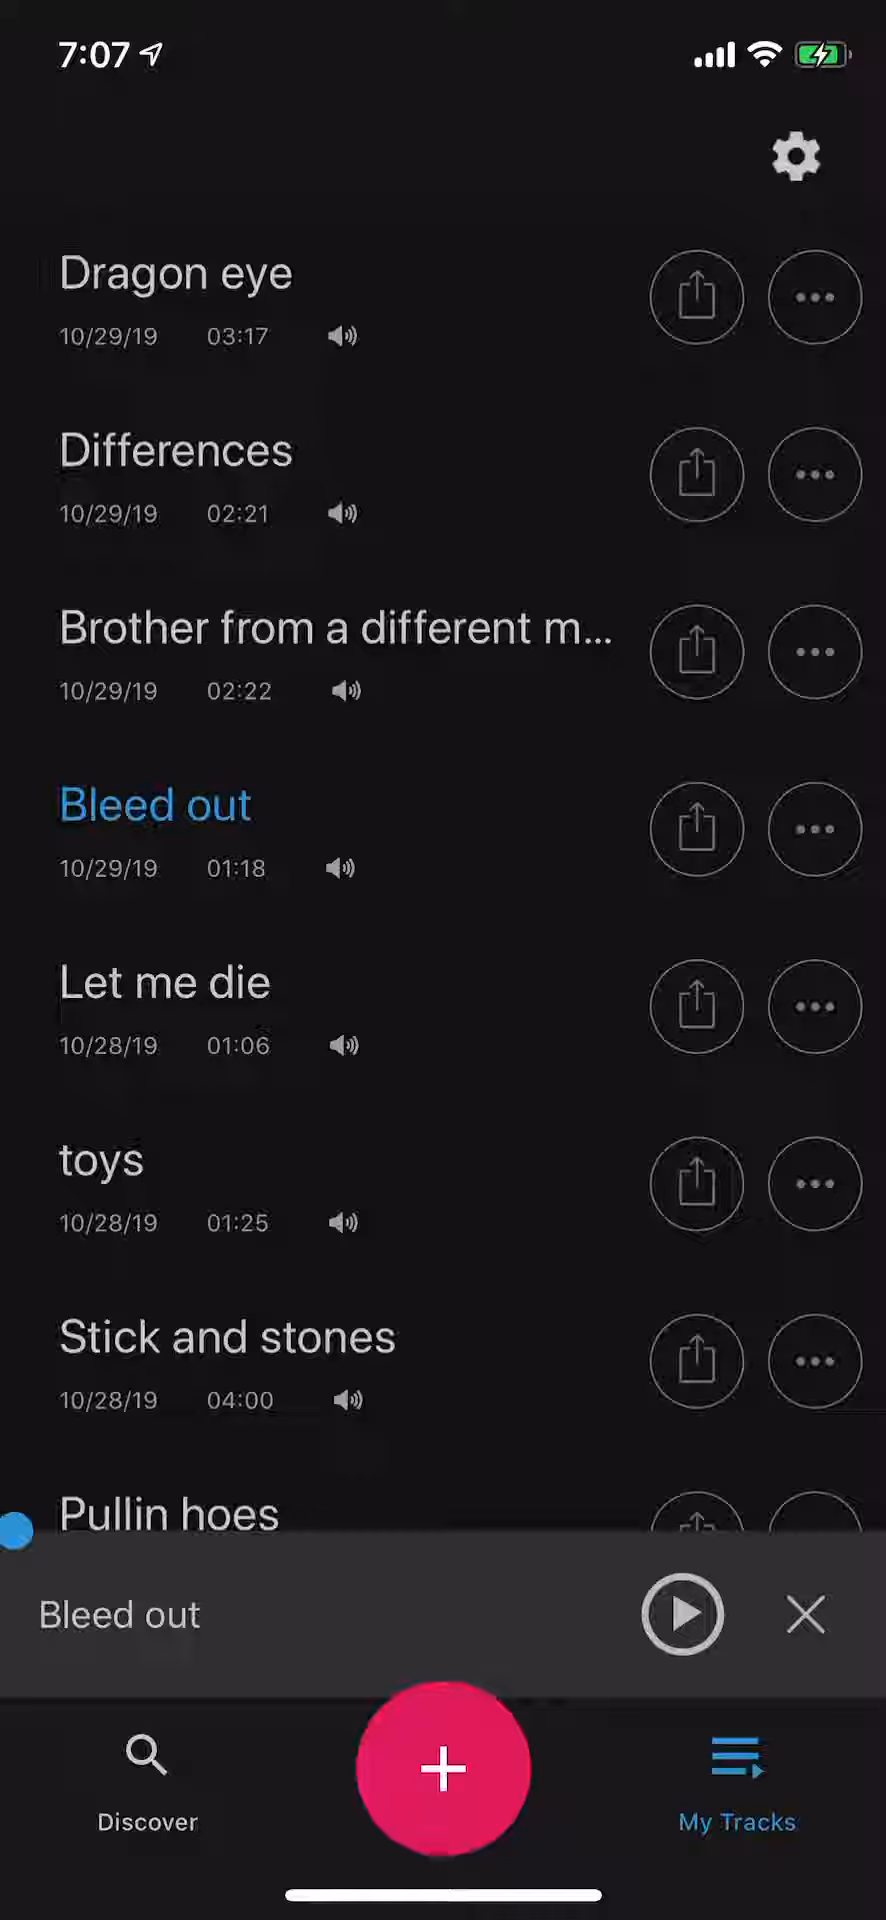 7:07
Dragon eye
10/29/19 03:17
Differences
10/29/19 02:21
Brother from a different m...
10/29/19 02:22
Bleed out
10/29/19 01:18
Let me die
10/28/19 01:06
toys
10/28/19 01:25
Stick and stones
10/28/19 04:00
Pullin hoes
Bleed out
Discover
My Tracks